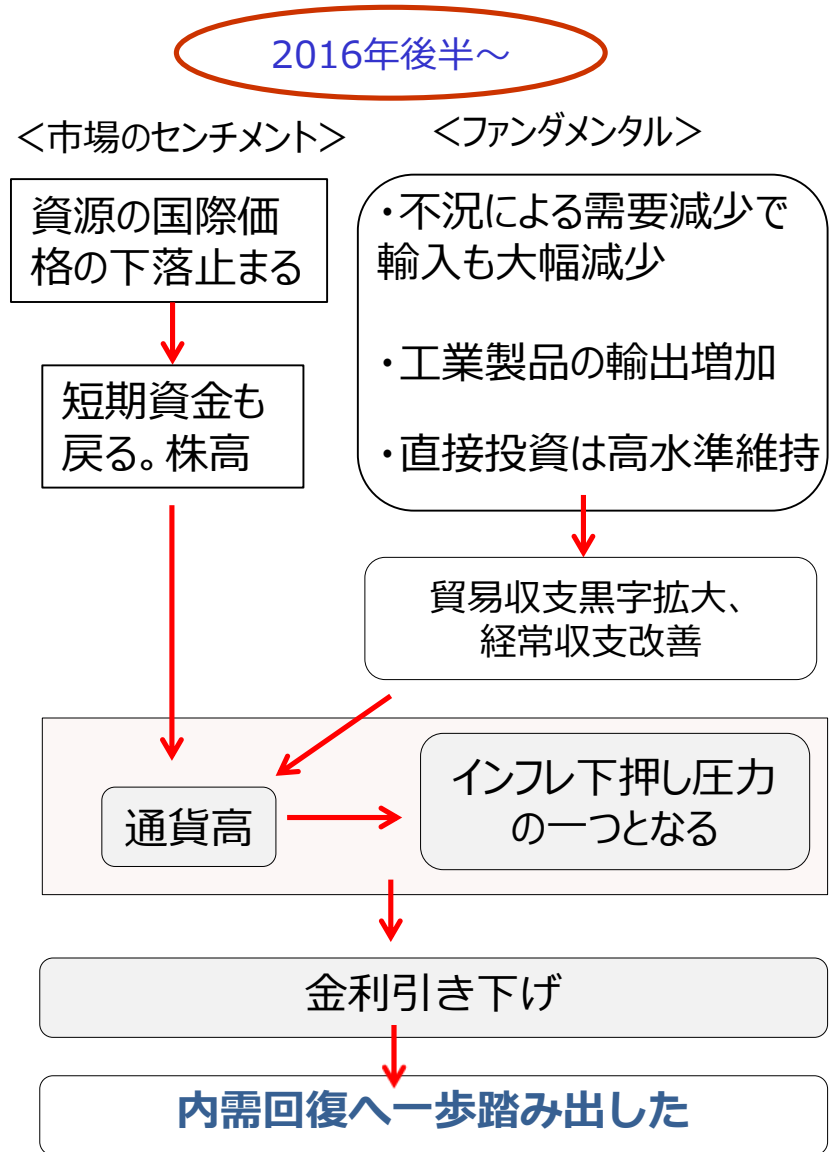 2016年後半～
＜市場のセンチメント＞
＜ファンダメンタル＞
資源の国際価
格の下落止まる
短期資金も
戻る。株高
・不況による需要減少で
輸入も大幅減少
・工業製品の輸出増加
・直接投資は高水準維持
貿易収支黒字拡大、
経常収支改善
通貨高
インフレ下押し圧力
の一つとなる
金利引き下げ
内需回復へ一歩踏み出した